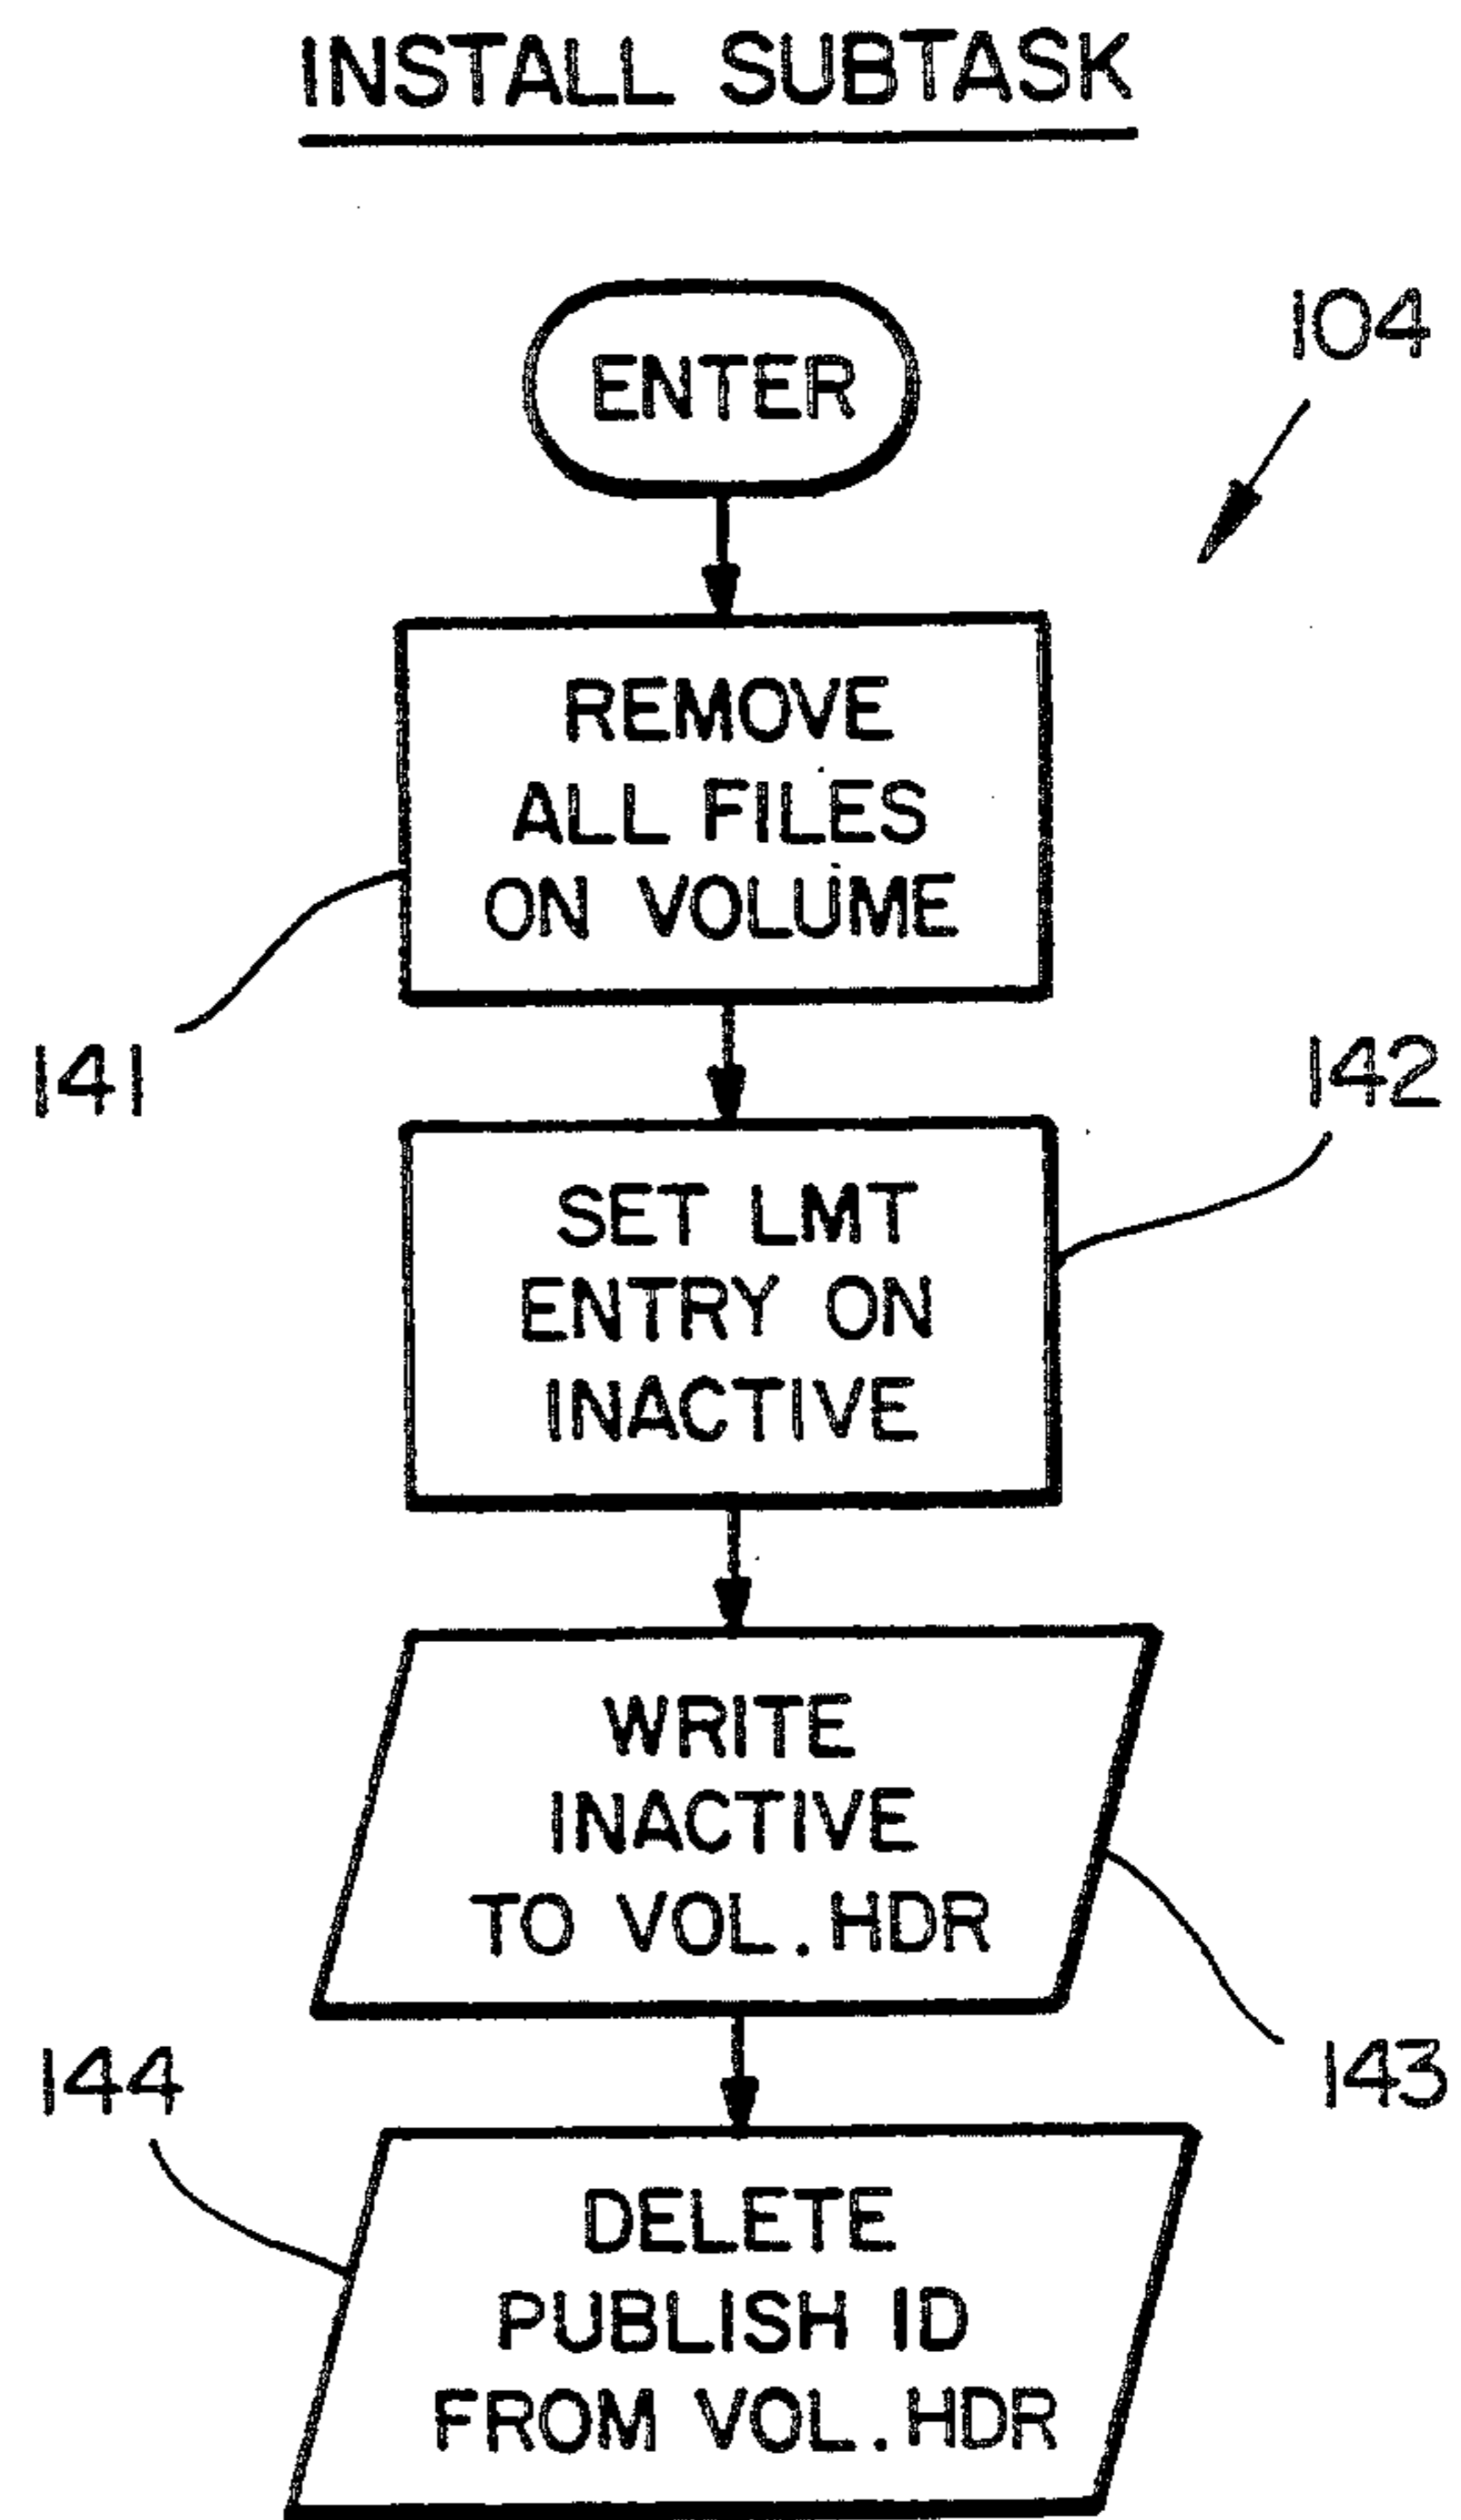 INSTALL SUBTASK
ENTER
104
REMOVE
ALL FILES
ON VOLUME
141
142
SET LMT
ENTRY ON
INACTIVE
WRITE
INACTIVE
TO VOL. HDR
143
144
DELETE
PUBLISH ID
FROM VOL. HDR